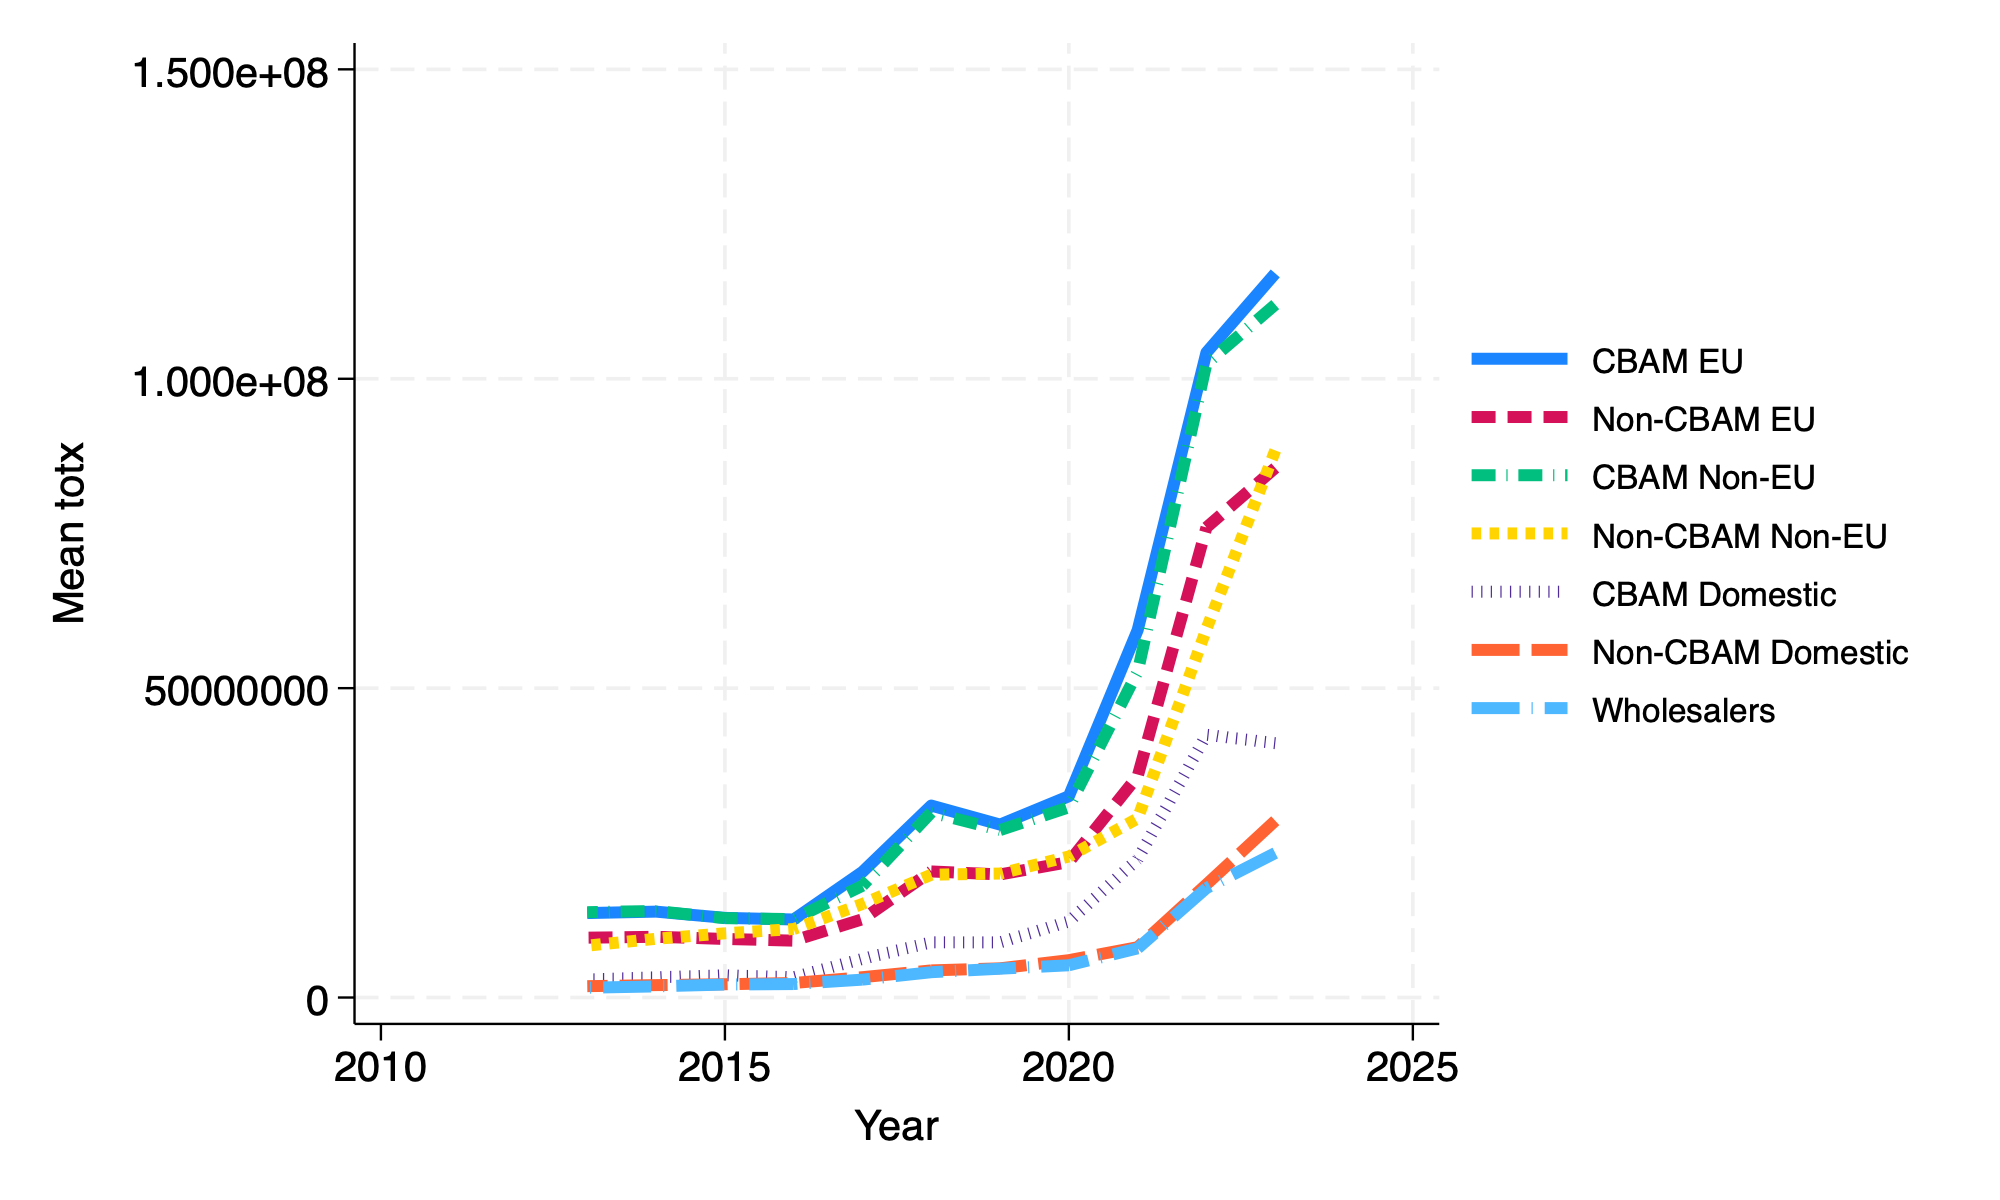 1.500e+08
1.000e+08
50000000
0
Mean totx
2010
2015
2020
2025
Year
CBAM EU
Non-CBAM EU
CBAM Non-EU
Non-CBAM Non-EU
CBAM Domestic
Non-CBAM Domestic
Wholesalers